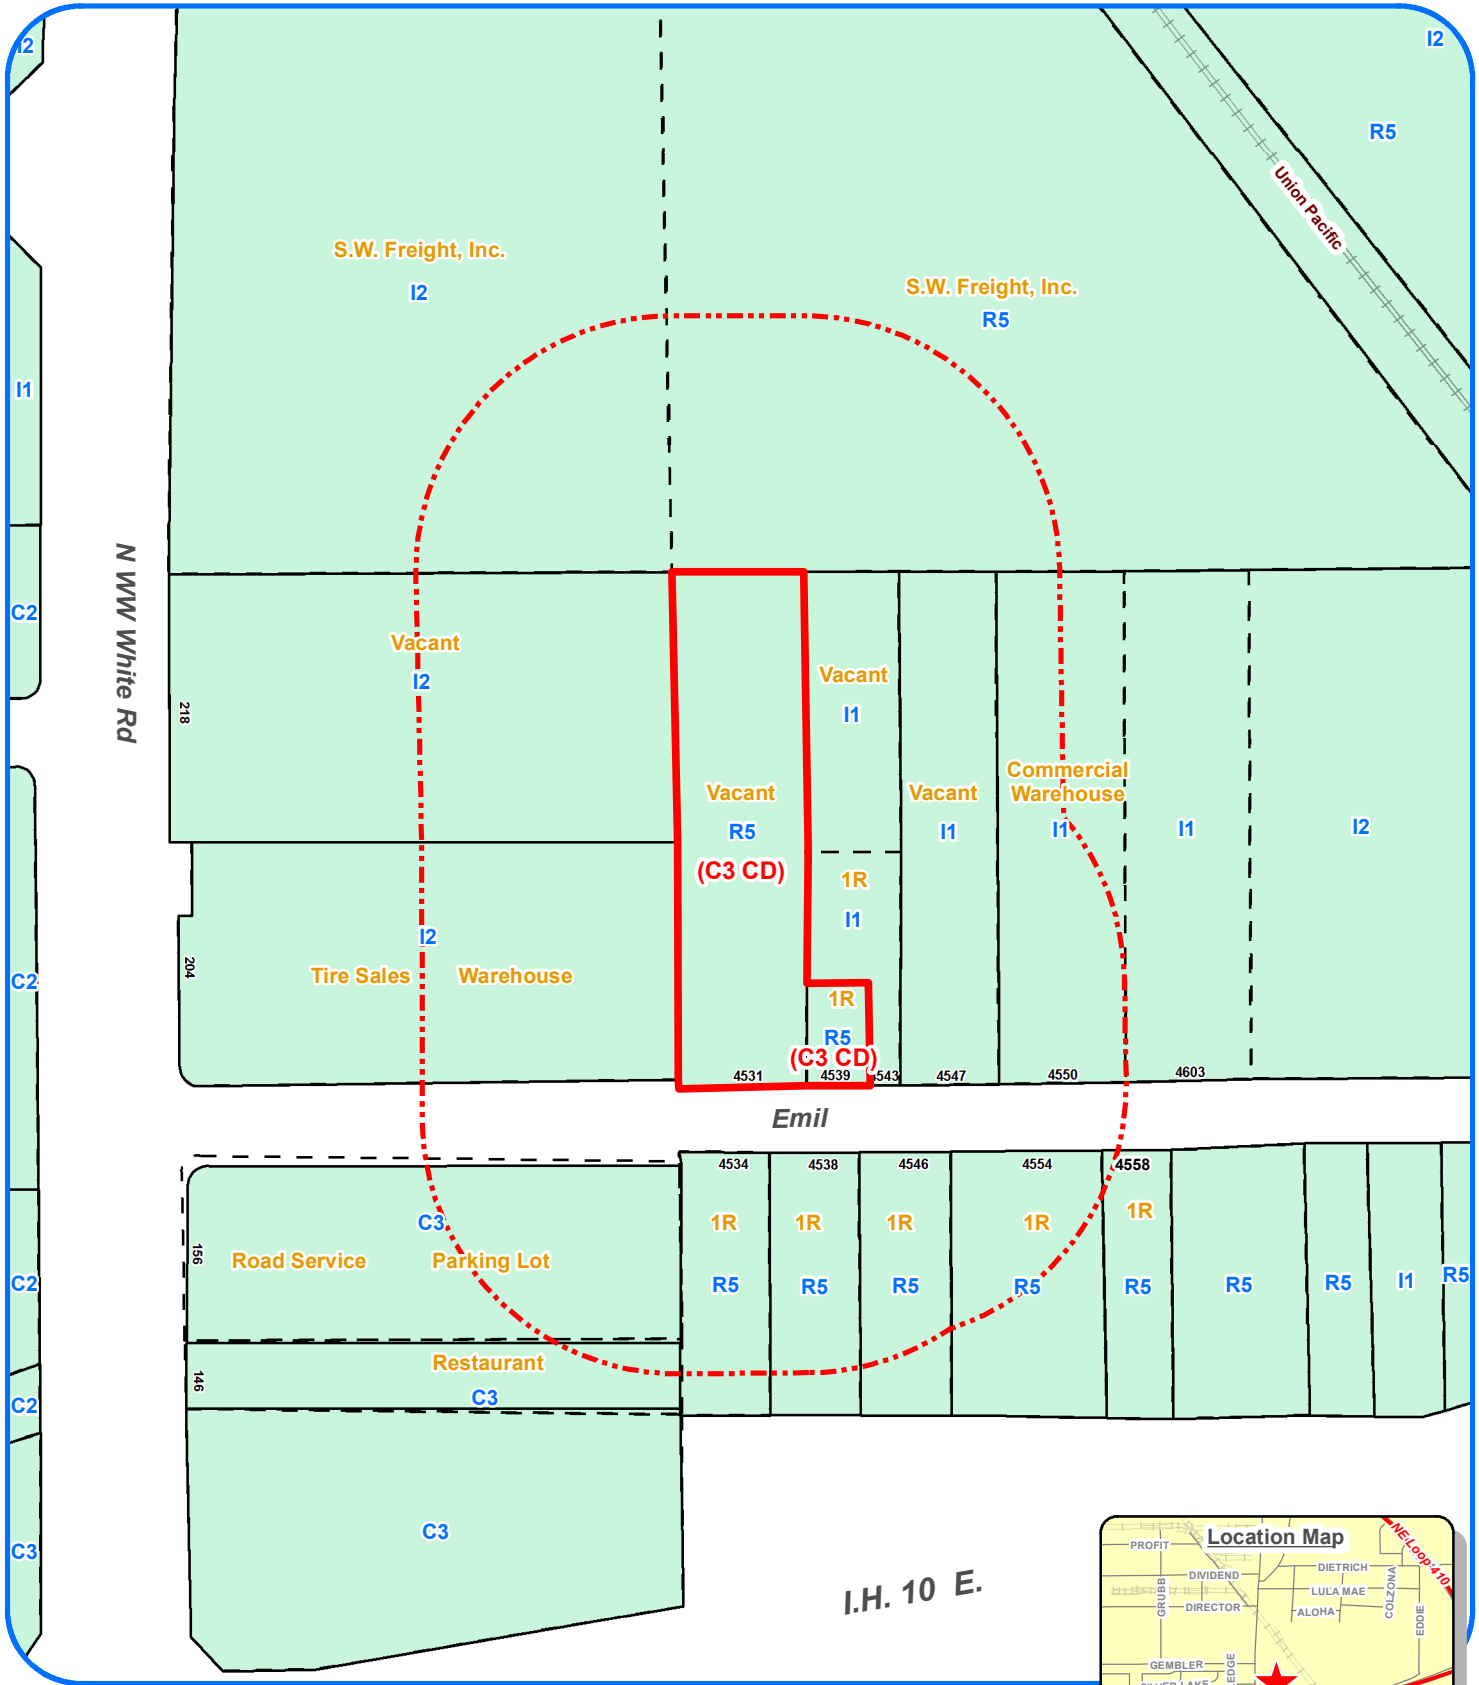 I2
I2
R5
Union Pacific
S.W. Freight, Inc.
I2
S.W. Freight, Inc.
R5
I1
N WW White Rd
C2
Vacant
I2
218
Vacant
I1
Vacant
R5
(C3 CD)
Vacant
I1
Commercial
Warehouse
I1
I1
I2
1R
I1
I2
Tire Sales
Warehouse
204
C2
1R
R5
(C3 CD)
4531
4539
4543
4547
4550
4603
Emil
4534
4538
4546
4554
4558
C3
Road Service
Parking Lot
156
1R
1R
1R
1R
1R
R5
R5
R5
R5
R5
R5
R5
I1
R5
C2
Restaurant
C3
146
C2
C3
C3
I.H. 10 E.
Location Map
NE Loop 410
PROFIT
DIVIDEND
DIETRICH
LULA MAE
GRUBB
DIRECTOR
ALOHA
COLZONA
EDDIE
GEMBLER